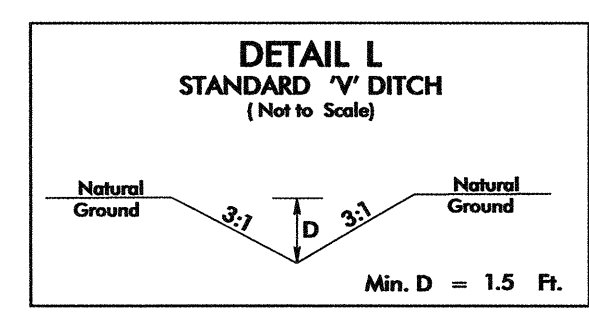 DETAIL L
STANDARD 'V' DITCH
( Not to Scale)
Natural
Ground
3:1
D
3:1
Natural
Ground
Min. D = 1.5 Ft.